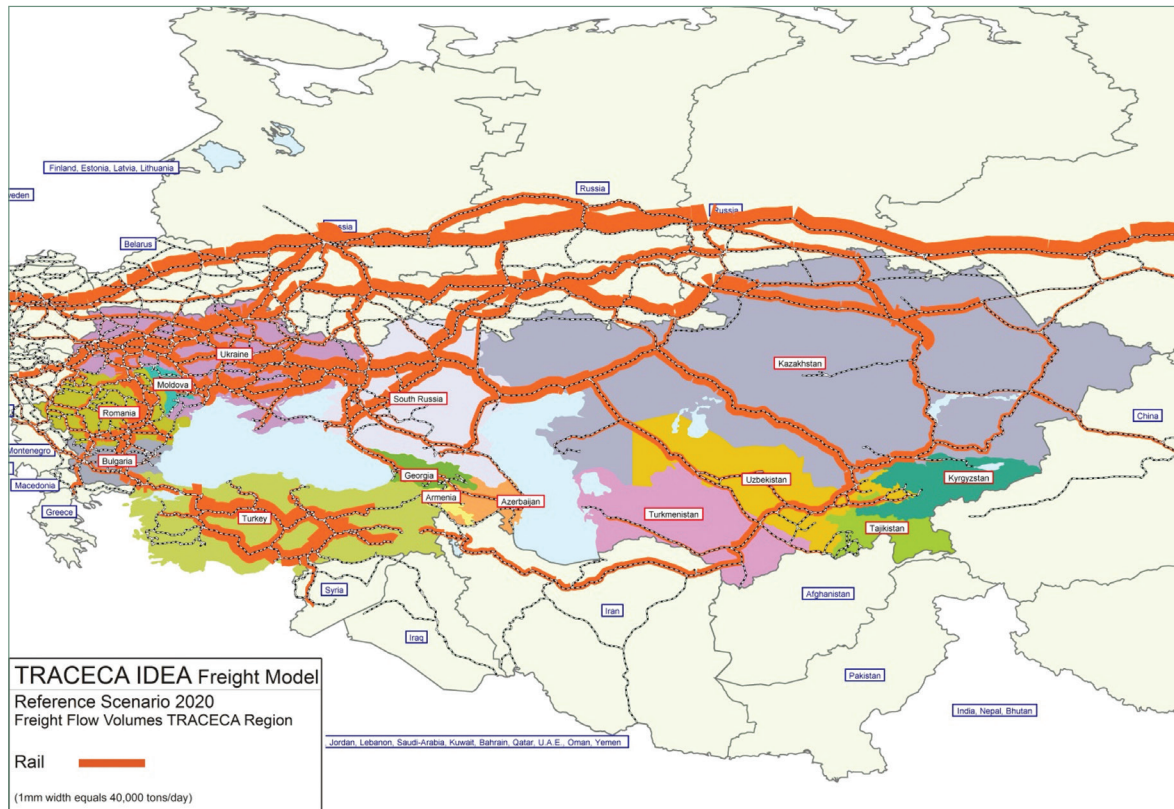 Finland, Estonia, Latvia, Lithuania
weden
Russia
Russia
ussia
Belarus
Ukraine
Moldova
Kazakhstan
Romania
South Russia
China
Montenegro
Bulgaria
Macedonia
Georgia
Kyrgyzstan
Uzbekistan
Armenia
Azerbaijan
Greece
Turkey
Turkmenistan
Tajikistan
Syria
Afghanistan
Iran
Iraq
Pakistan
India, Nepal, Bhutan
Jordan, Lebanon, Saudi-Arabia, Kuwait, Bahrain, Qatar, U.A.E., Oman, Yemen
TRACECA IDEA Freight Model
Reference Scenario 2020
Freight Flow Volumes TRACECA Region
Rail
(1mm width equals 40,000 tons/day)